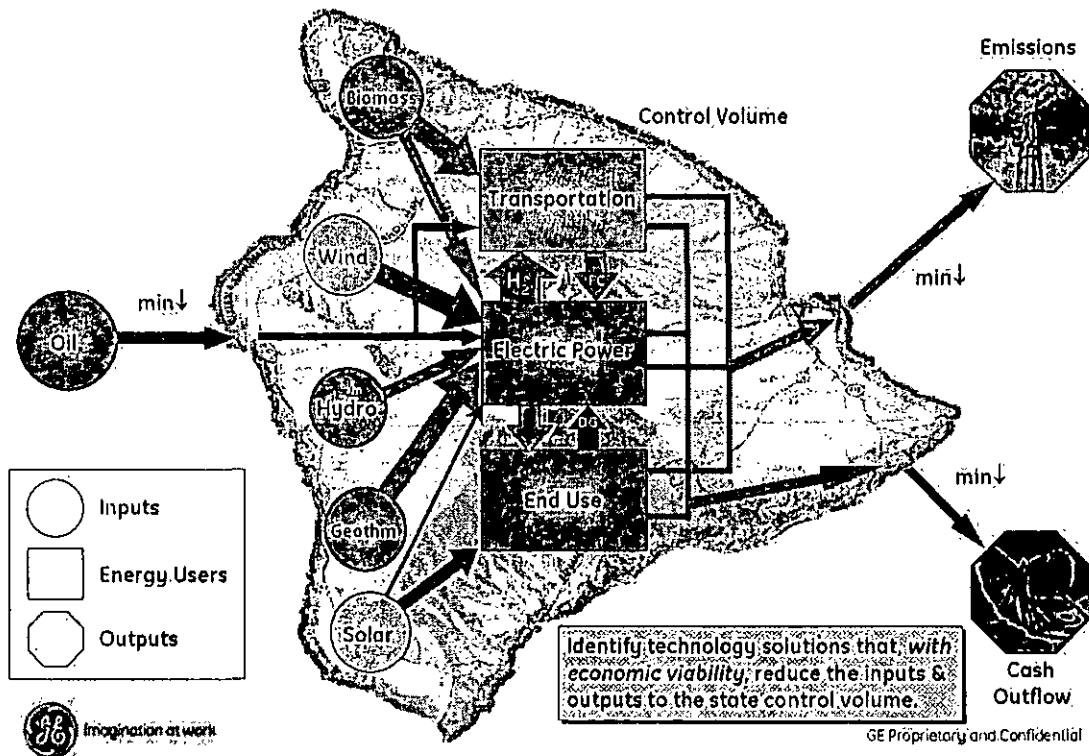 Emissions
Biomass
Control Volume
Transportation
Wind
H₂
min↓
min↓
Oil
Electric Power
Hydro
DG
Inputs
End Use
min↓
Geothm
Energy Users
Outputs
Solar
Identify technology solutions that, with
economic viability, reduce the inputs &
outputs to the state control volume.
Cash
Outflow
GE
Imagination at work
GE Proprietary and Confidential